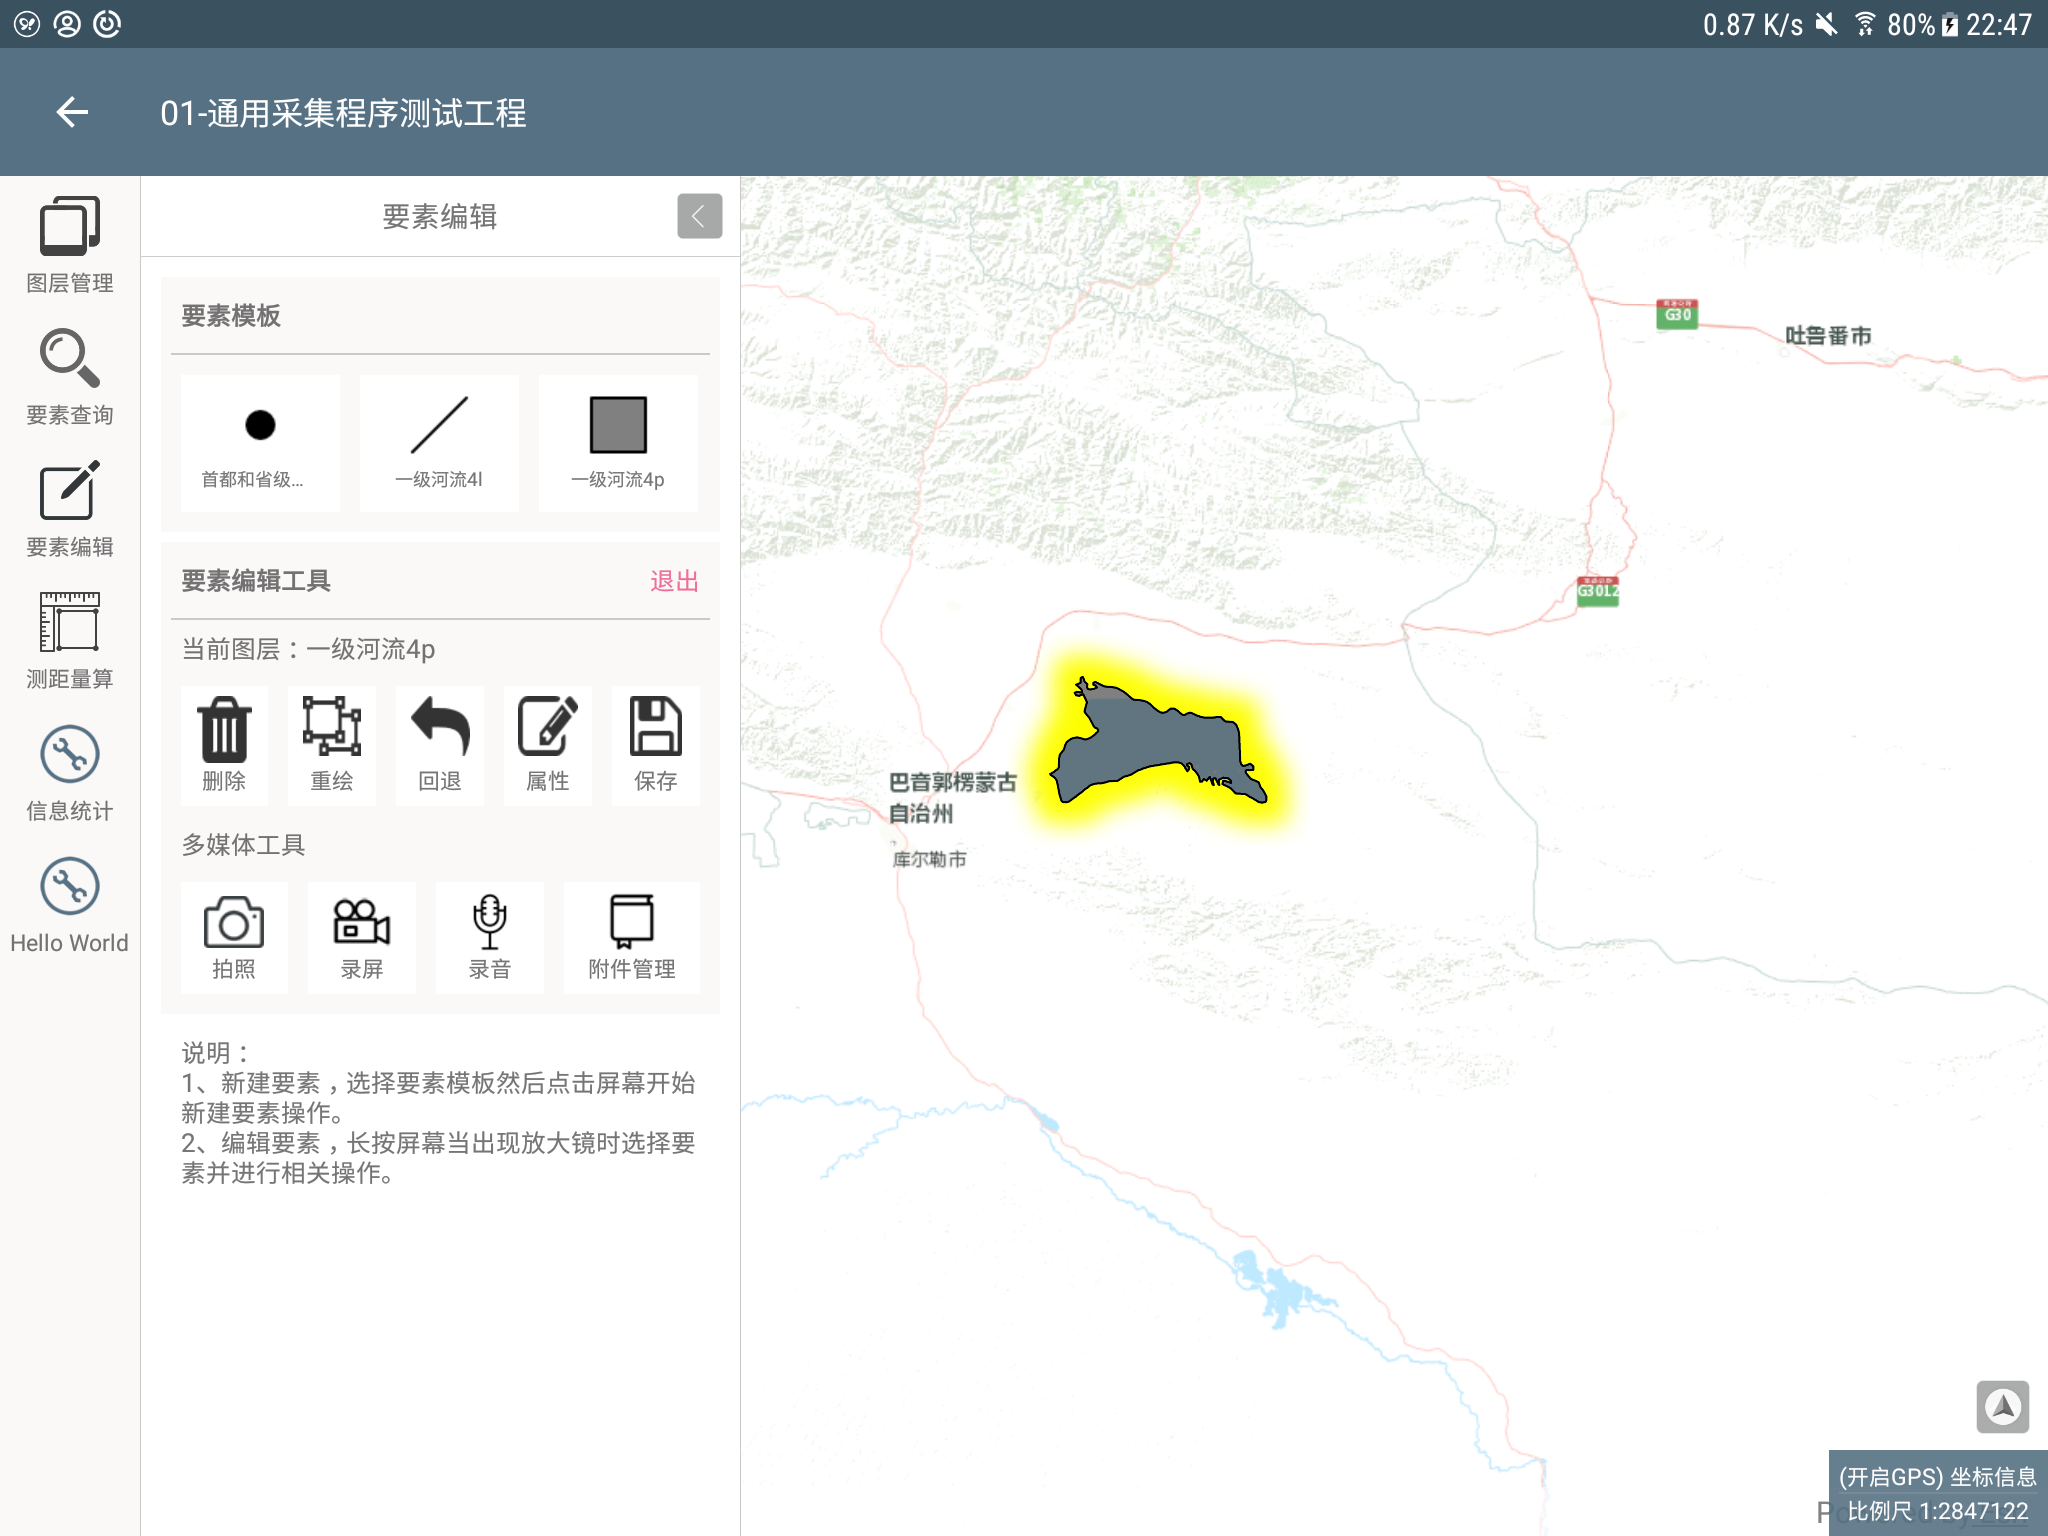 0.87 K/s 80% 22:47
01-通用采集程序测试工程
图层管理
要素查询
要素编辑
测距量算
信息统计
Hello World
要素编辑
要素模板
首都和省级...
一级河流4l
一级河流4p
要素编辑工具
退出
当前图层：一级河流4p
删除
重绘
回退
属性
保存
多媒体工具
拍照
录屏
录音
附件管理
说明：
1、新建要素，选择要素模板然后点击屏幕开始
新建要素操作。
2、编辑要素，长按屏幕当出现放大镜时选择要
素并进行相关操作。
G30
吐鲁番市
G3012
巴音郭楞蒙古
自治州
库尔勒市
(开启GPS) 坐标信息
比例尺 1:2847122